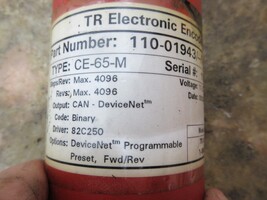 TR Electronic Encoder
Part Number: 110-01943
TYPE: CE-65-M Serial #:
Steps/Rev: Max. 4096 Voltage:
Revs: Max. 4096
Output: CAN - DeviceNet™
Code: Binary
Driver: 82C250
Options: DeviceNet™ Programmable
Preset, Fwd/Rev